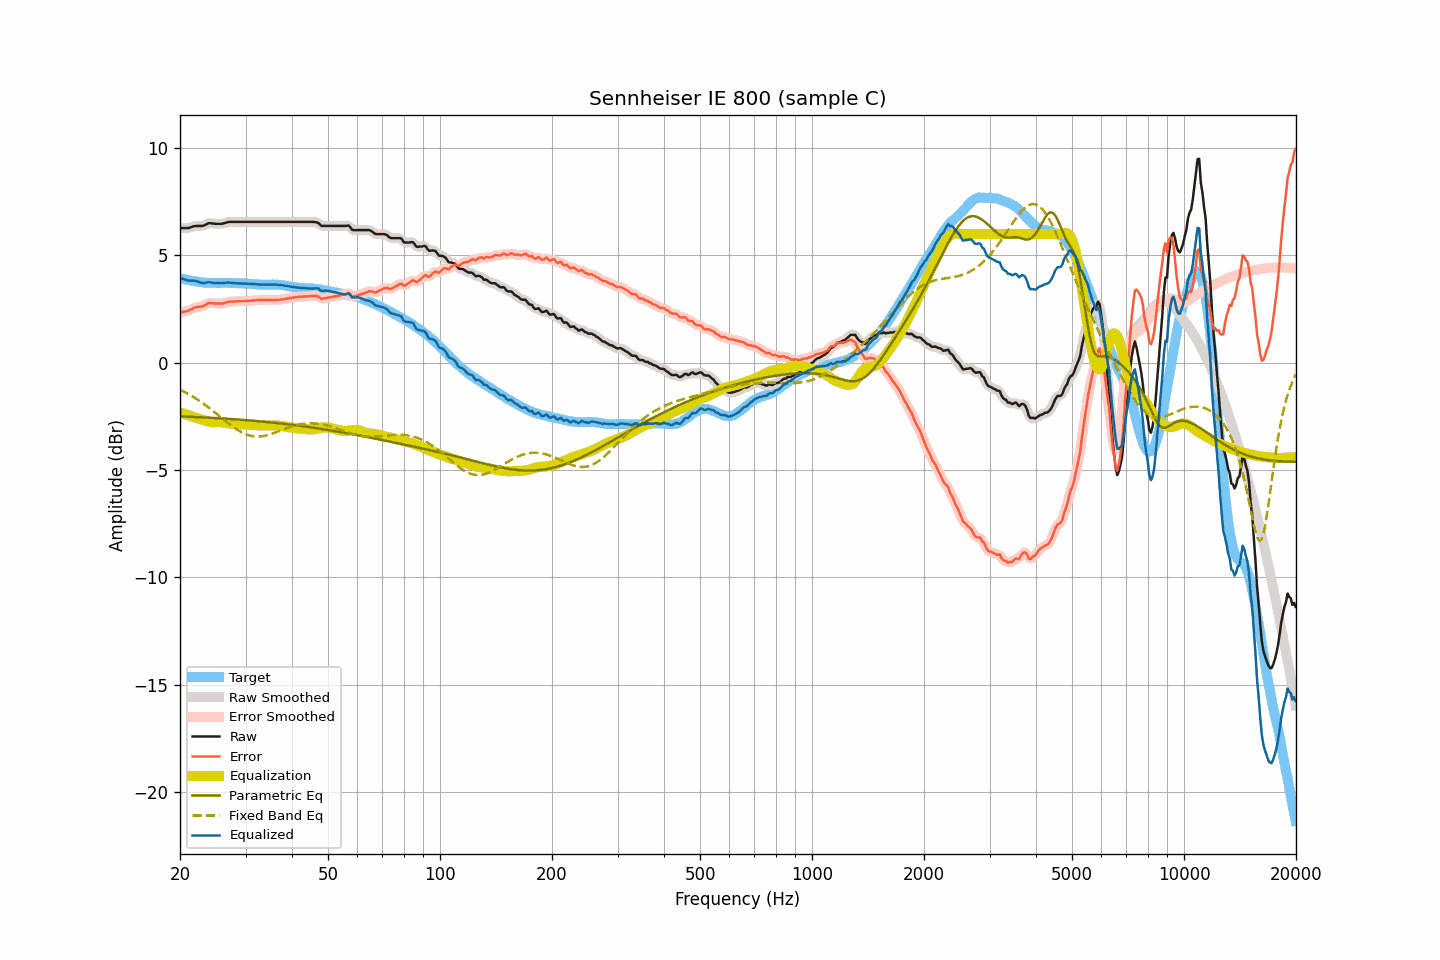 Sennheiser IE 800 (sample C)
Amplitude (dBr)
10
5
0
−5
−10
−15
−20
Target
Raw Smoothed
Error Smoothed
Raw
Error
Equalization
Parametric Eq
Fixed Band Eq
Equalized
20 50 100 200 500 1000 2000 5000 10000 20000
Frequency (Hz)